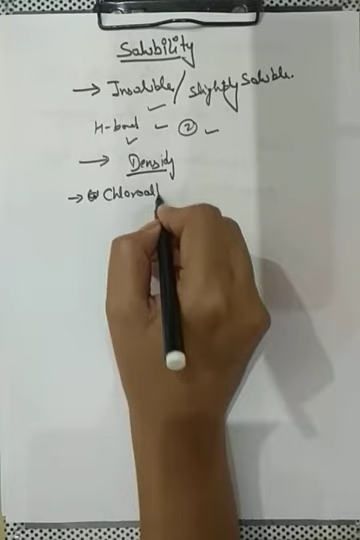 Solubility
→ Insoluble / Slightly Soluble.
H-bond – ② ✓
→ Density
→ Chloroal